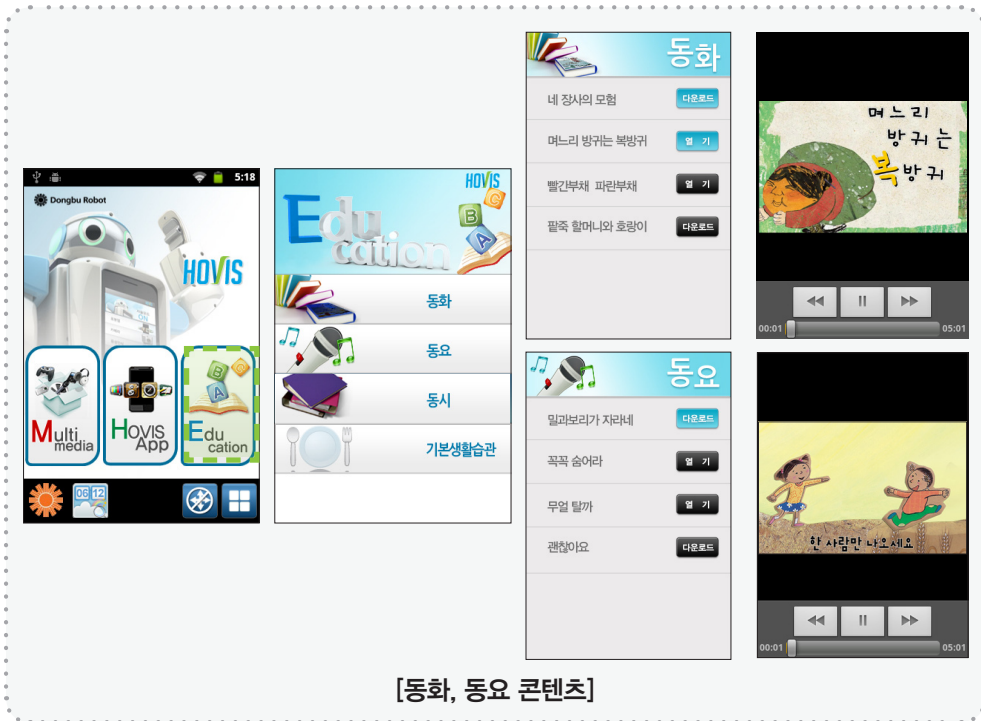 5:18
Dongbu Robot
HOVIS
Multi
media
HOVIS
App
Edu
cation
06 12
HOVIS
Education
B
C
A
동화
동요
동시
기본생활습관
동화
네 장사의 모험 다운로드
며느리 방귀는 복방귀 열 기
빨간부채 파란부채 열 기
팥죽 할머니와 호랑이 다운로드
며느리
방귀는
복방귀
00:01 05:01
동요
밀과보리가 자라네 다운로드
꼭꼭 숨어라 열 기
무얼 탈까 열 기
괜찮아요 다운로드
한 사람만 나오세요
00:01 05:01
[동화, 동요 콘텐츠]